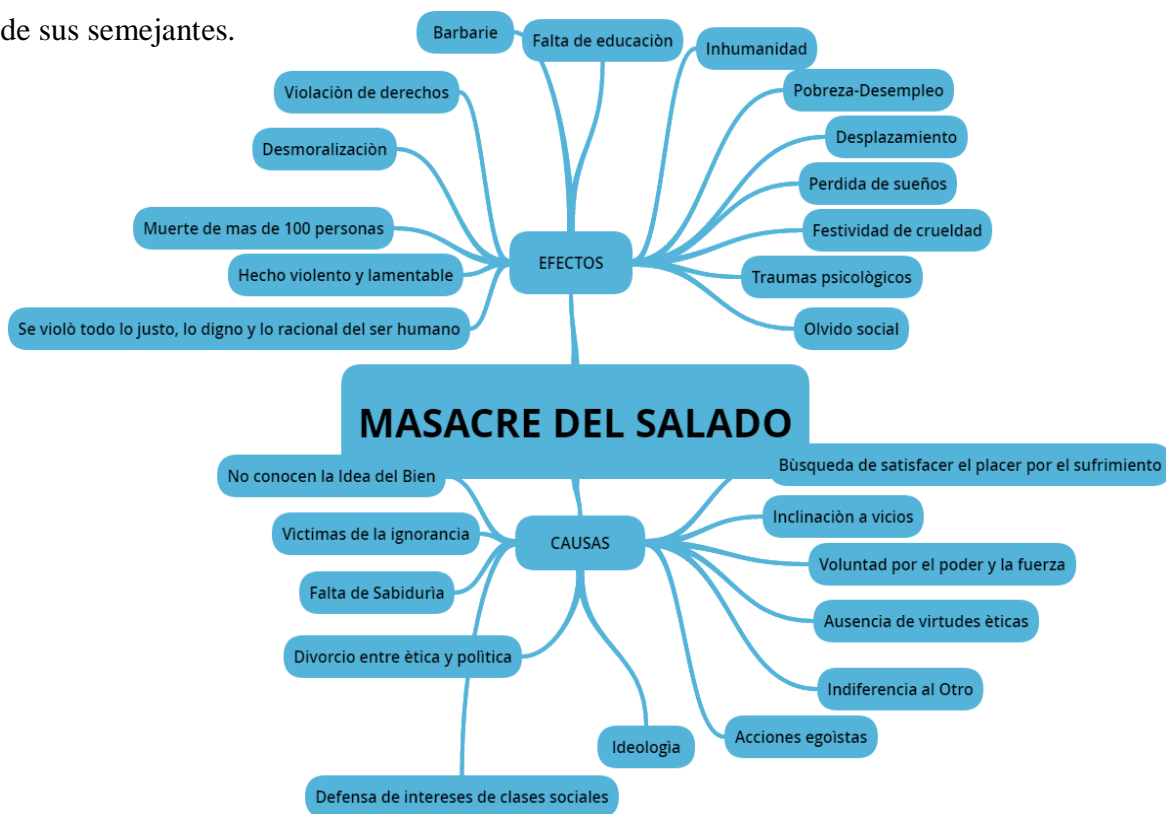 de sus semejantes.
Barbarie
Falta de educaciòn
Inhumanidad
Violaciòn de derechos
Pobreza-Desempleo
Desmoralizaciòn
Desplazamiento
Perdida de sueños
Muerte de mas de 100 personas
Festividad de crueldad
Hecho violento y lamentable
EFECTOS
Traumas psicològicos
Se violò todo lo justo, lo digno y lo racional del ser humano
Olvido social
MASACRE DEL SALADO
No conocen la Idea del Bien
Bùsqueda de satisfacer el placer por el sufrimiento
Vìctimas de la ignorancia
CAUSAS
Inclinaciòn a vicios
Falta de Sabidurìa
Voluntad por el poder y la fuerza
Ausencia de virtudes èticas
Divorcio entre ètica y polìtica
Indiferencia al Otro
Ideologìa
Acciones egoìstas
Defensa de intereses de clases sociales